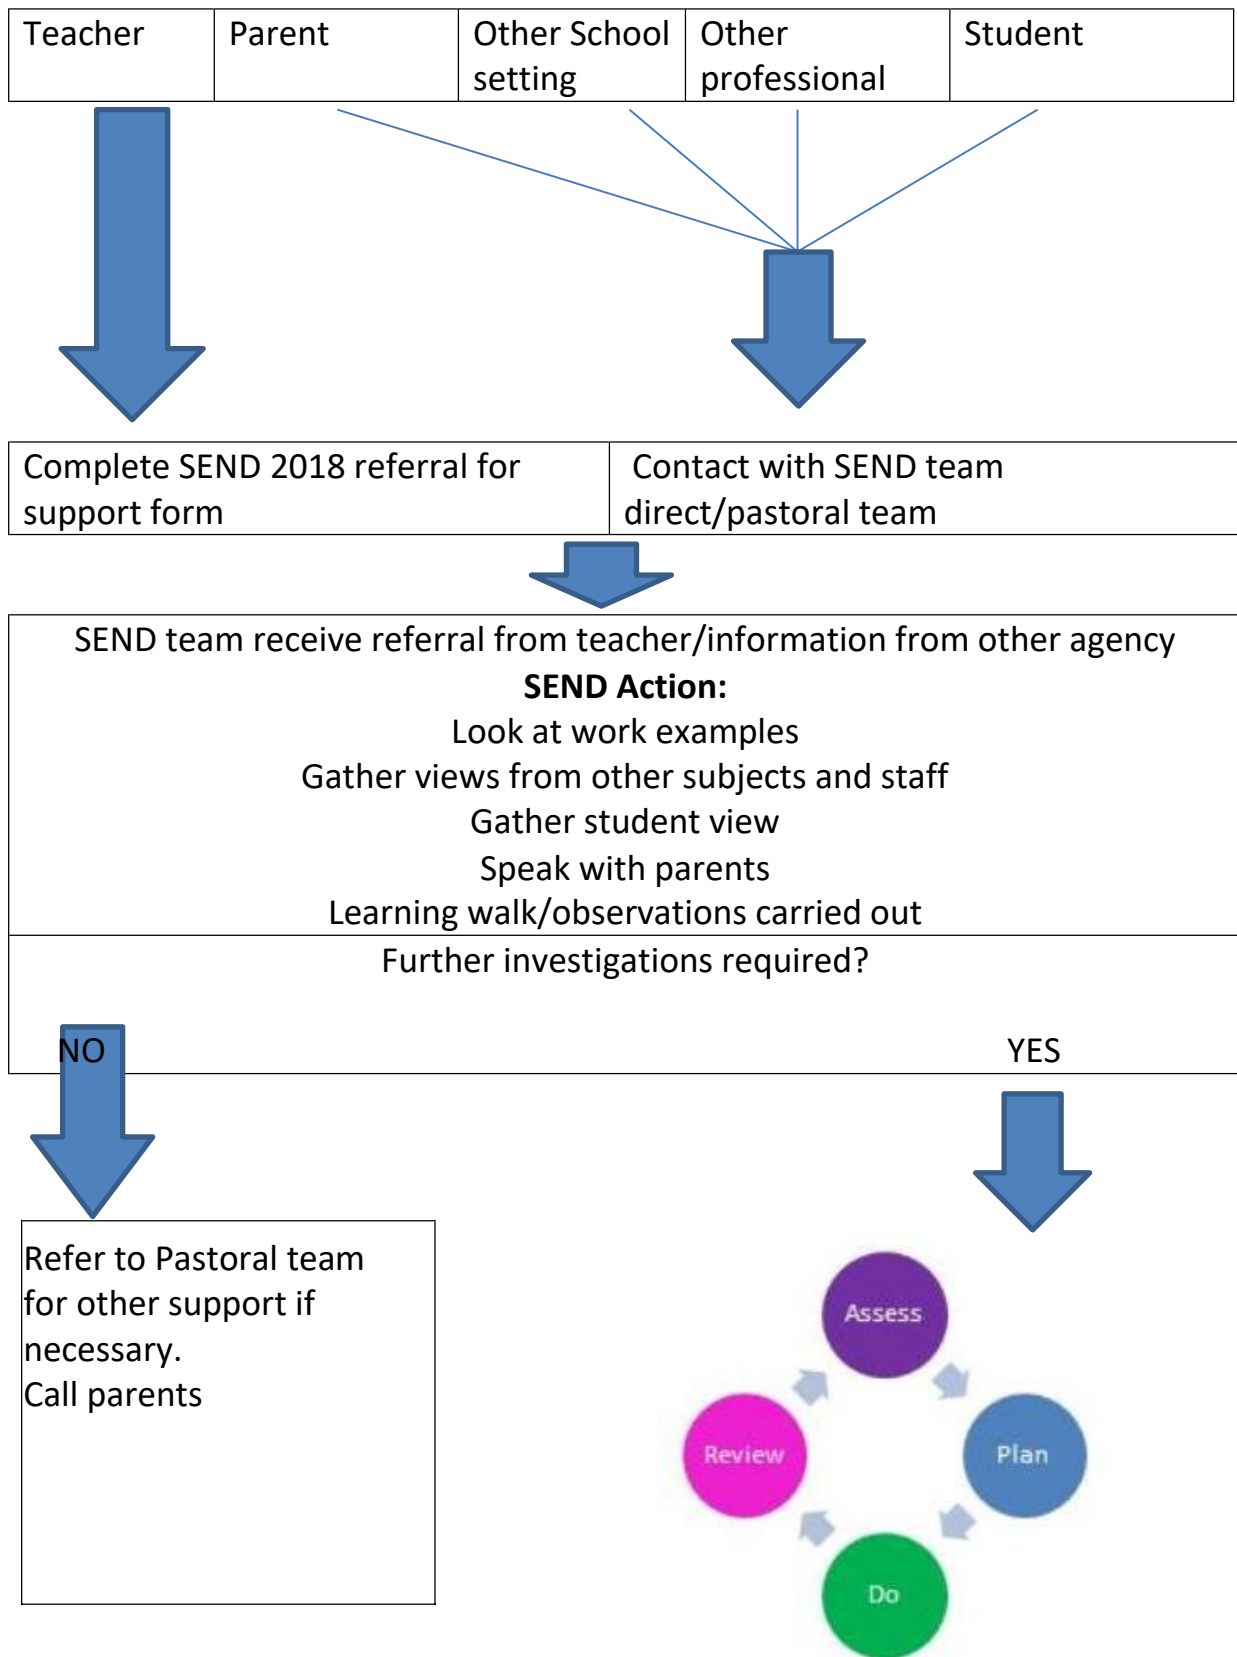 Teacher
Parent
Other School
setting
Other
professional
Student
Complete SEND 2018 referral for
support form
Contact with SEND team
direct/pastoral team
SEND team receive referral from teacher/information from other agency
SEND Action:
Look at work examples
Gather views from other subjects and staff
Gather student view
Speak with parents
Learning walk/observations carried out
Further investigations required?
NO
YES
Refer to Pastoral team
for other support if
necessary.
Call parents
Assess
Plan
Do
Review